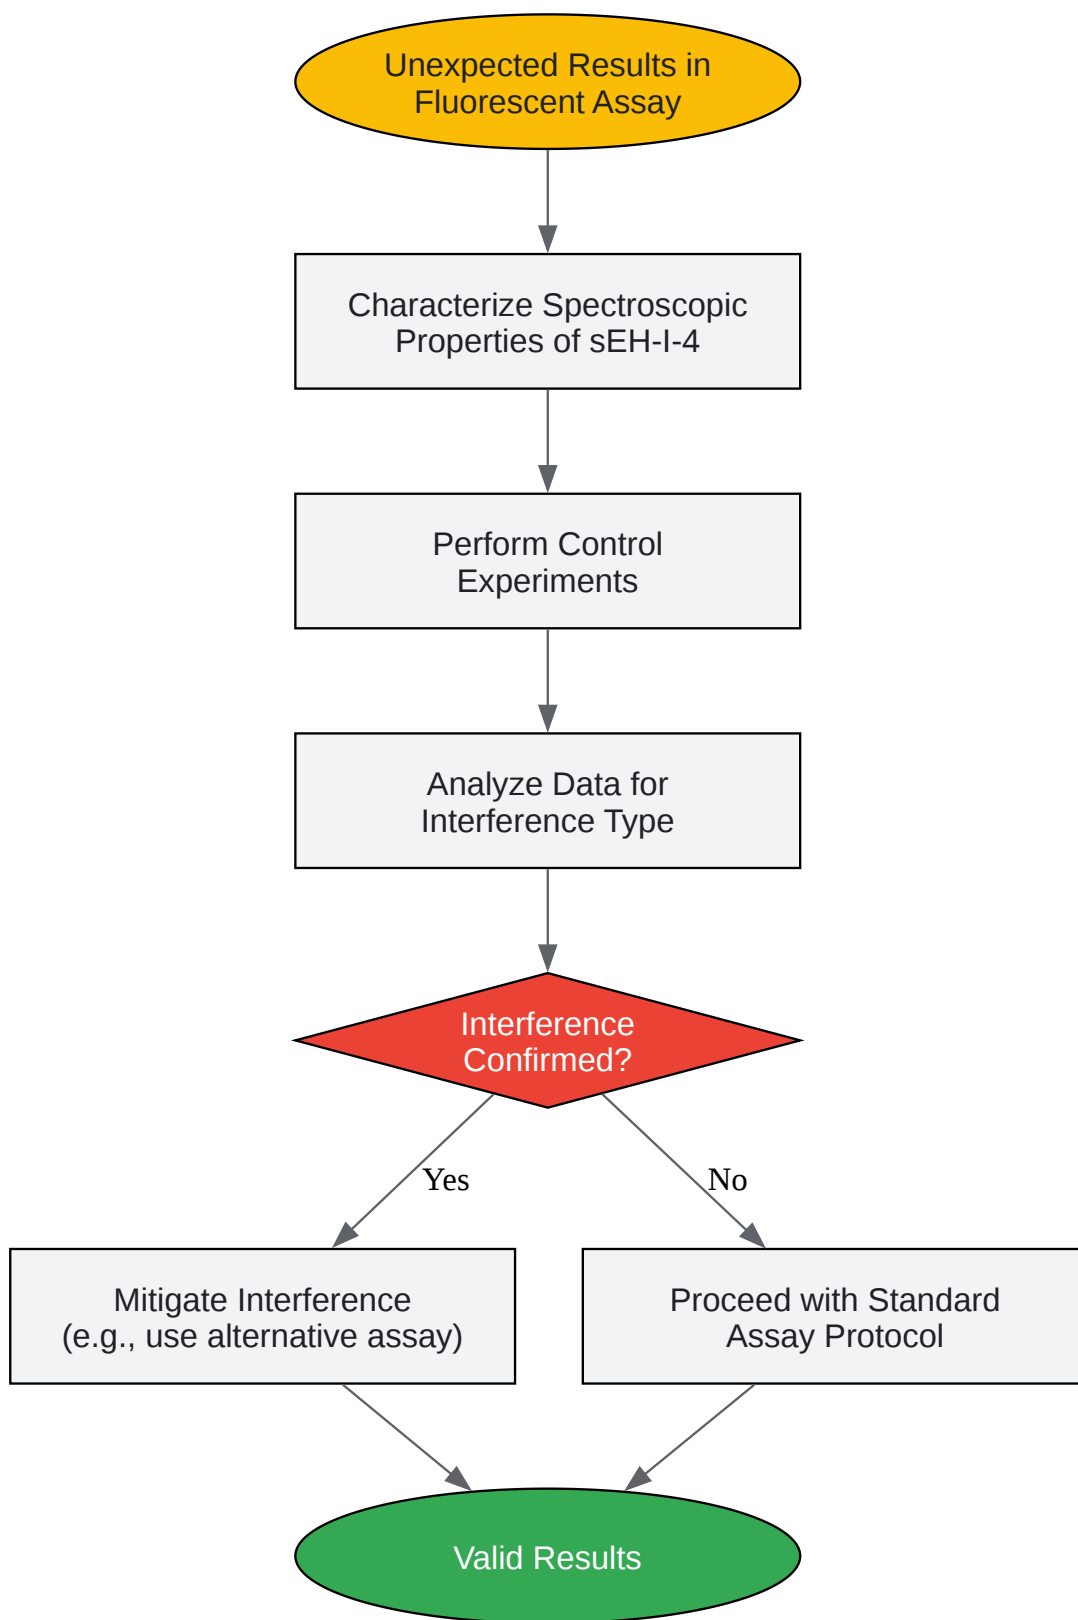 Unexpected Results in
Fluorescent Assay
Characterize Spectroscopic
Properties of sEH-I-4
Perform Control
Experiments
Analyze Data for
Interference Type
Interference
Confirmed?
Yes
No
Mitigate Interference
(e.g., use alternative assay)
Proceed with Standard
Assay Protocol
Valid Results